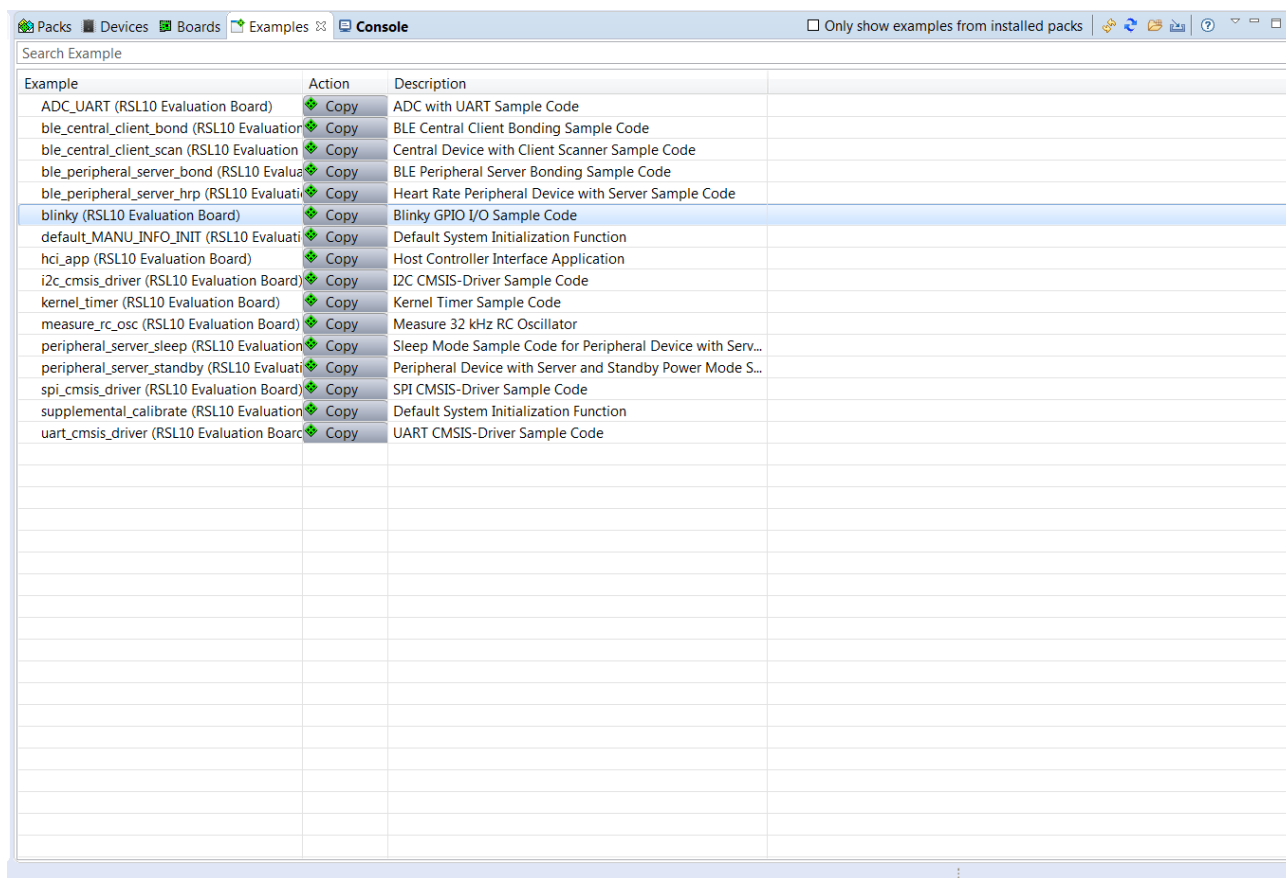 Packs Devices Boards Examples Console Only show examples from installed packs
Search Example
Example Action Description
ADC_UART (RSL10 Evaluation Board) Copy ADC with UART Sample Code
ble_central_client_bond (RSL10 Evaluation Copy BLE Central Client Bonding Sample Code
ble_central_client_scan (RSL10 Evaluation Copy Central Device with Client Scanner Sample Code
ble_peripheral_server_bond (RSL10 Evalua Copy BLE Peripheral Server Bonding Sample Code
ble_peripheral_server_hrp (RSL10 Evaluati Copy Heart Rate Peripheral Device with Server Sample Code
blinky (RSL10 Evaluation Board) Copy Blinky GPIO I/O Sample Code
default_MANU_INFO_INIT (RSL10 Evaluati Copy Default System Initialization Function
hci_app (RSL10 Evaluation Board) Copy Host Controller Interface Application
i2c_cmsis_driver (RSL10 Evaluation Board) Copy I2C CMSIS-Driver Sample Code
kernel_timer (RSL10 Evaluation Board) Copy Kernel Timer Sample Code
measure_rc_osc (RSL10 Evaluation Board) Copy Measure 32 kHz RC Oscillator
peripheral_server_sleep (RSL10 Evaluation Copy Sleep Mode Sample Code for Peripheral Device with Serv...
peripheral_server_standby (RSL10 Evaluati Copy Peripheral Device with Server and Standby Power Mode S...
spi_cmsis_driver (RSL10 Evaluation Board) Copy SPI CMSIS-Driver Sample Code
supplemental_calibrate (RSL10 Evaluation Copy Default System Initialization Function
uart_cmsis_driver (RSL10 Evaluation Board Copy UART CMSIS-Driver Sample Code